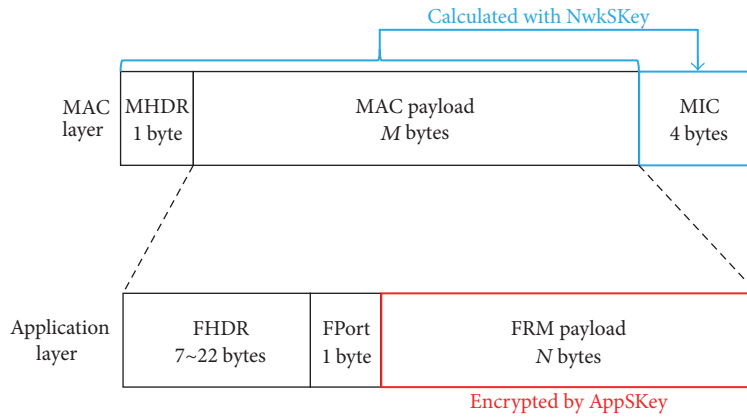 Calculated with NwkSKey
MAC
layer
MHDR
1 byte
MAC payload
M bytes
MIC
4 bytes
Application
layer
FHDR
7~22 bytes
FPort
1 byte
FRM payload
N bytes
Encrypted by AppSKey